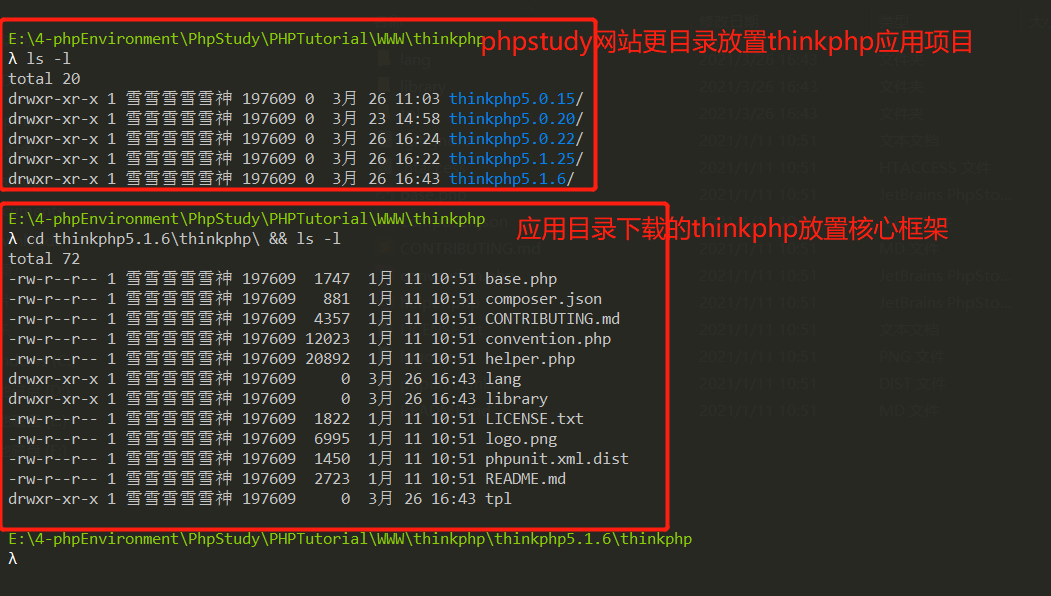 E:\4-phpEnvironment\PhpStudy\PHPTutorial\WWW\thinkphp
phpstudy网站更目录放置thinkphp应用项目
λ ls -l
total 20
drwxr-xr-x 1 雪雪雪雪雪神 197609 0  3月 26 11:03 thinkphp5.0.15/
drwxr-xr-x 1 雪雪雪雪雪神 197609 0  3月 23 14:58 thinkphp5.0.20/
drwxr-xr-x 1 雪雪雪雪雪神 197609 0  3月 26 16:24 thinkphp5.0.22/
drwxr-xr-x 1 雪雪雪雪雪神 197609 0  3月 26 16:22 thinkphp5.1.25/
drwxr-xr-x 1 雪雪雪雪雪神 197609 0  3月 26 16:43 thinkphp5.1.6/
E:\4-phpEnvironment\PhpStudy\PHPTutorial\WWW\thinkphp
应用目录下载的thinkphp放置核心框架
λ cd thinkphp5.1.6\thinkphp\ && ls -l
total 72
-rw-r--r-- 1 雪雪雪雪雪神 197609  1747  1月 11 10:51 base.php
-rw-r--r-- 1 雪雪雪雪雪神 197609   881  1月 11 10:51 composer.json
-rw-r--r-- 1 雪雪雪雪雪神 197609  4357  1月 11 10:51 CONTRIBUTING.md
-rw-r--r-- 1 雪雪雪雪雪神 197609 12023  1月 11 10:51 convention.php
-rw-r--r-- 1 雪雪雪雪雪神 197609 20892  1月 11 10:51 helper.php
drwxr-xr-x 1 雪雪雪雪雪神 197609     0  3月 26 16:43 lang
drwxr-xr-x 1 雪雪雪雪雪神 197609     0  3月 26 16:43 library
-rw-r--r-- 1 雪雪雪雪雪神 197609  1822  1月 11 10:51 LICENSE.txt
-rw-r--r-- 1 雪雪雪雪雪神 197609  6995  1月 11 10:51 logo.png
-rw-r--r-- 1 雪雪雪雪雪神 197609  1450  1月 11 10:51 phpunit.xml.dist
-rw-r--r-- 1 雪雪雪雪雪神 197609  2723  1月 11 10:51 README.md
drwxr-xr-x 1 雪雪雪雪雪神 197609     0  3月 26 16:43 tpl
E:\4-phpEnvironment\PhpStudy\PHPTutorial\WWW\thinkphp\thinkphp5.1.6\thinkphp
λ